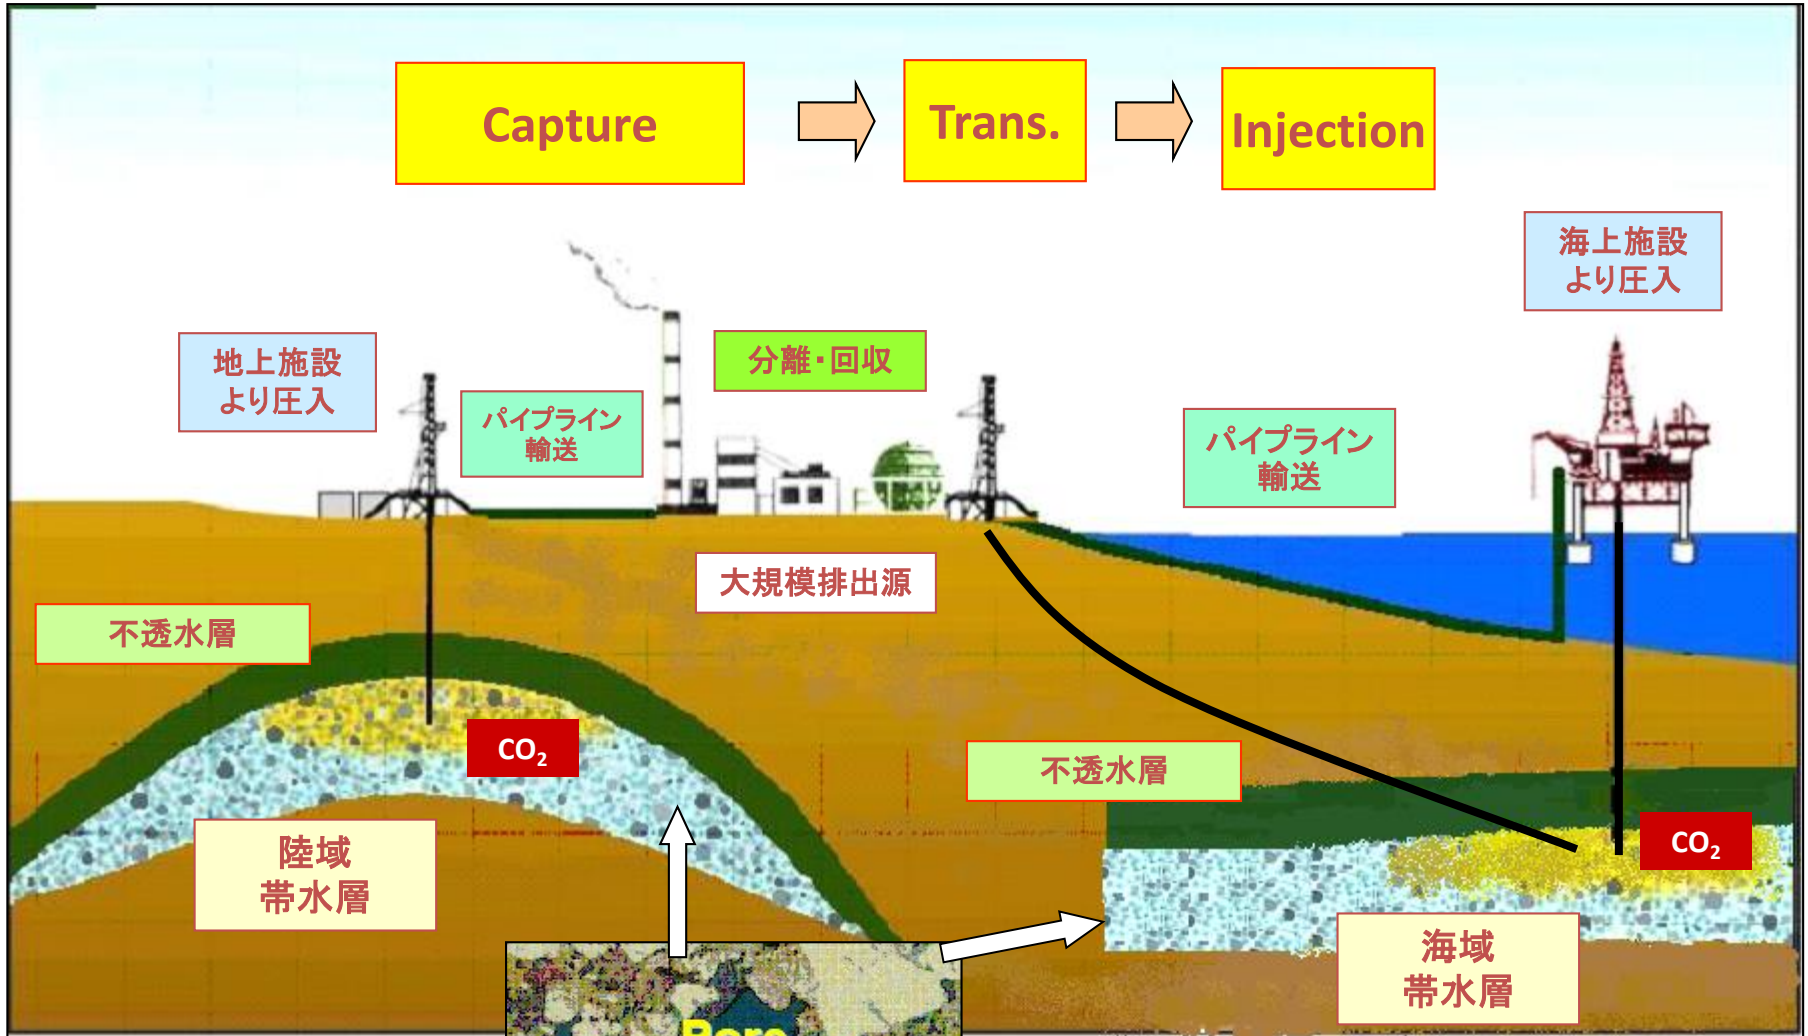 Capture
Trans.
Injection
海上施設
より圧入
地上施設
より圧入
分離・回収
パイプライン
輸送
パイプライン
輸送
大規模排出源
不透水層
CO₂
不透水層
CO₂
陸域
帯水層
海域
帯水層
Pore